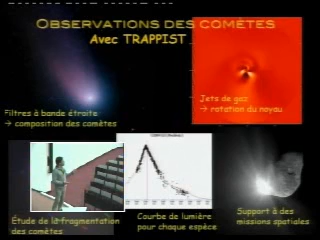 OBSERVATIONS DES COMÈTES
Avec TRAPPIST
Filtres à bande étroite
→ composition des comètes
Jets de gaz
→ rotation du noyau
Étude de la fragmentation
des comètes
Courbe de lumière
pour chaque espèce
Support à des
missions spatiales